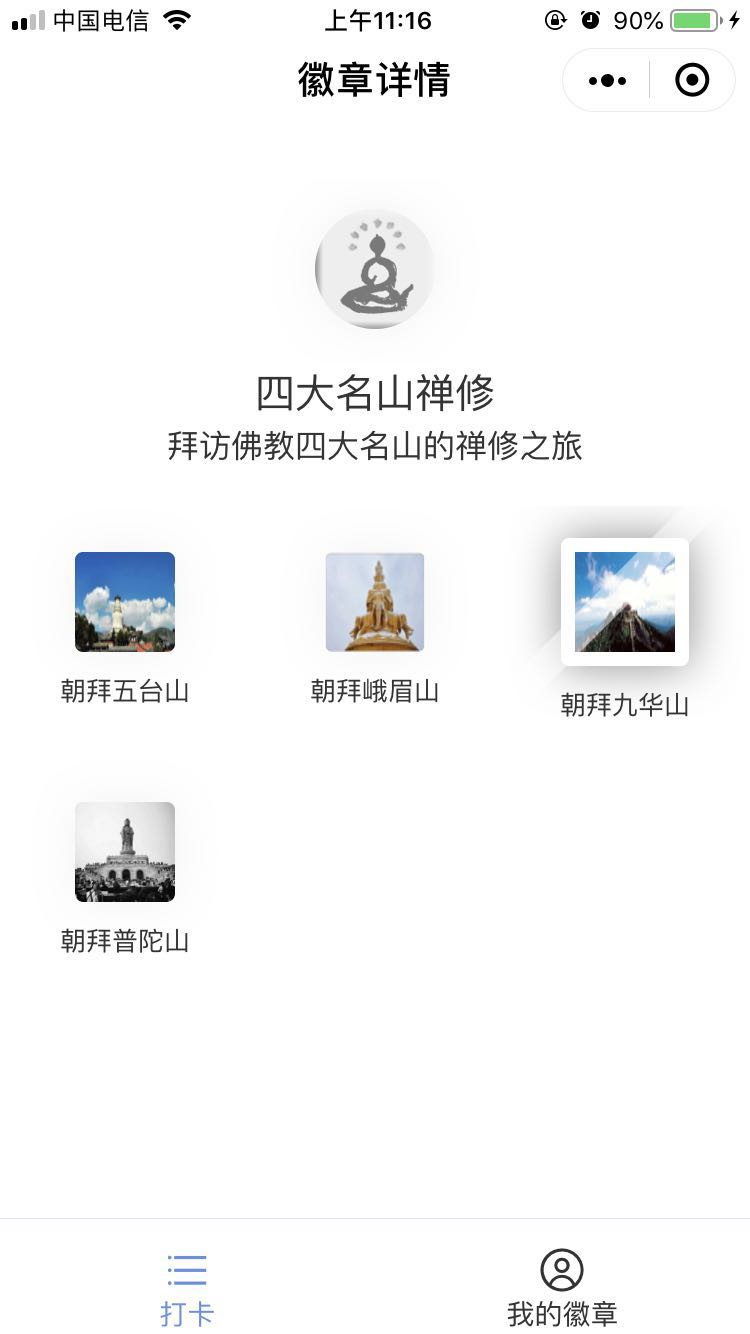 中国电信
上午11:16
90%
徽章详情
四大名山禅修
拜访佛教四大名山的禅修之旅
朝拜五台山
朝拜峨眉山
朝拜九华山
朝拜普陀山
打卡
我的徽章